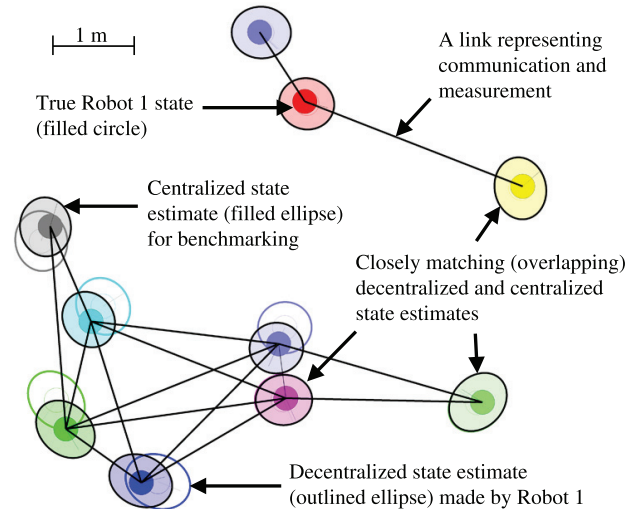 1 m
A link representing
communication and
measurement
True Robot 1 state
(filled circle)
Centralized state
estimate (filled ellipse)
for benchmarking
Closely matching (overlapping)
decentralized and centralized
state estimates
Decentralized state estimate
(outlined ellipse) made by Robot 1